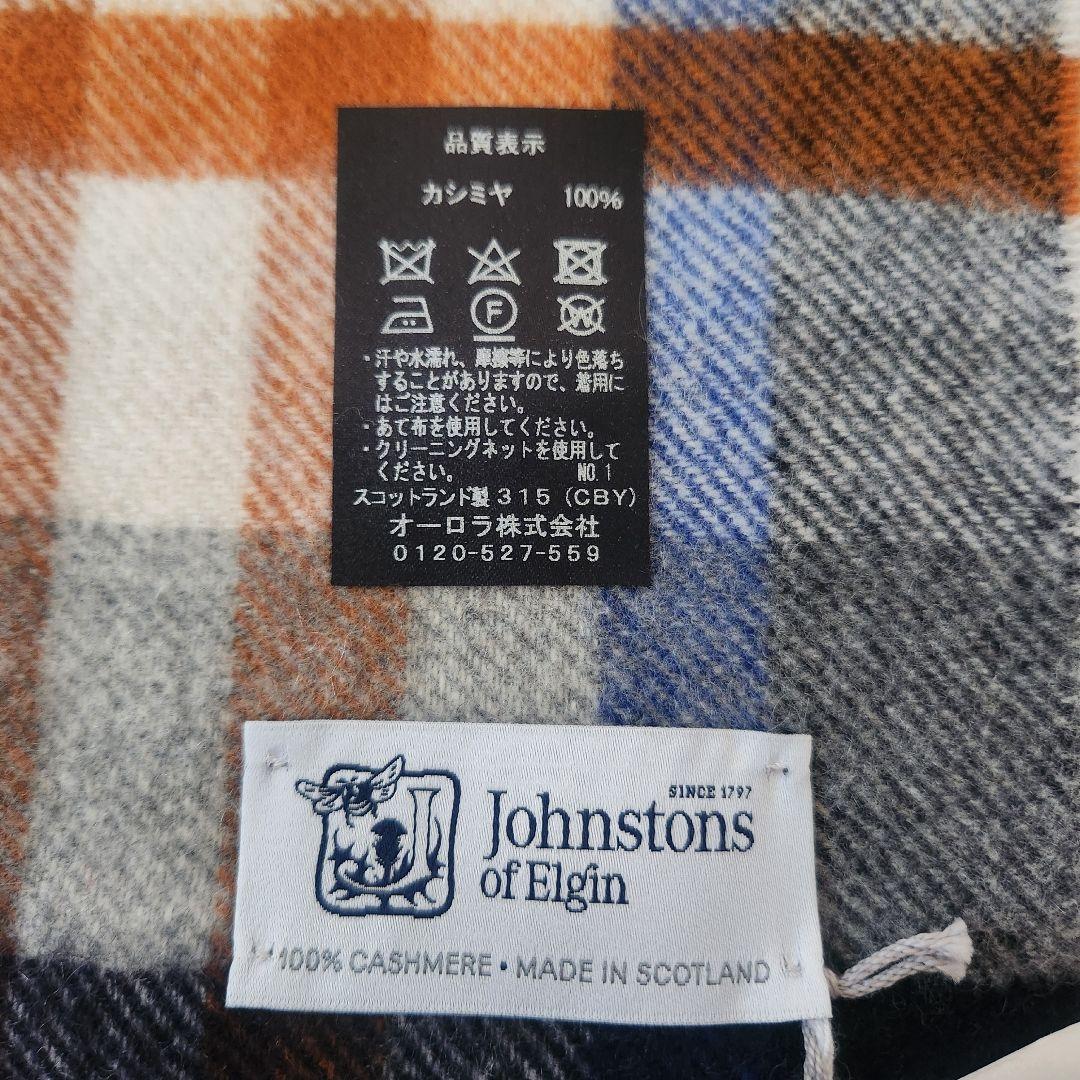 品質表示
カシミヤ 100%
F
W
・汗や水濡れ、摩擦等により色落ち
することがありますので、着用に
はご注意ください。
・あて布を使用してください。
・クリーニングネットを使用して
ください。 NO.1
スコットランド製 315 (CBY)
オーロラ株式会社
0120-527-559
SINCE 1797
Johnstons
of Elgin
100% CASHMERE • MADE IN SCOTLAND